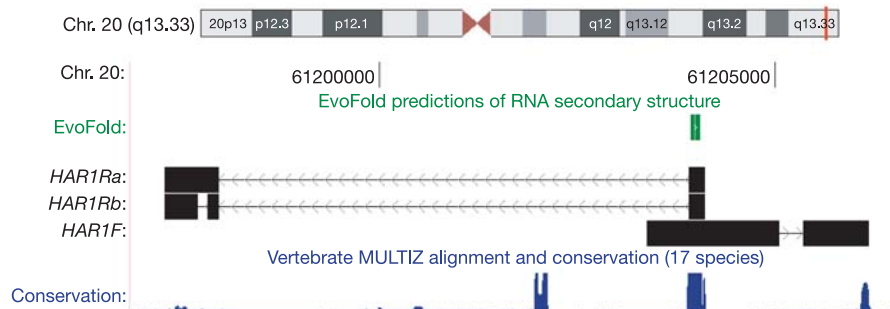 Chr. 20 (q13.33) 20p13 p12.3 p12.1 q12 q13.12 q13.2 q13.33
Chr. 20: 61200000 61205000
EvoFold predictions of RNA secondary structure
EvoFold:
HAR1Ra:
HAR1Rb:
HAR1F:
Vertebrate MULTIZ alignment and conservation (17 species)
Conservation: